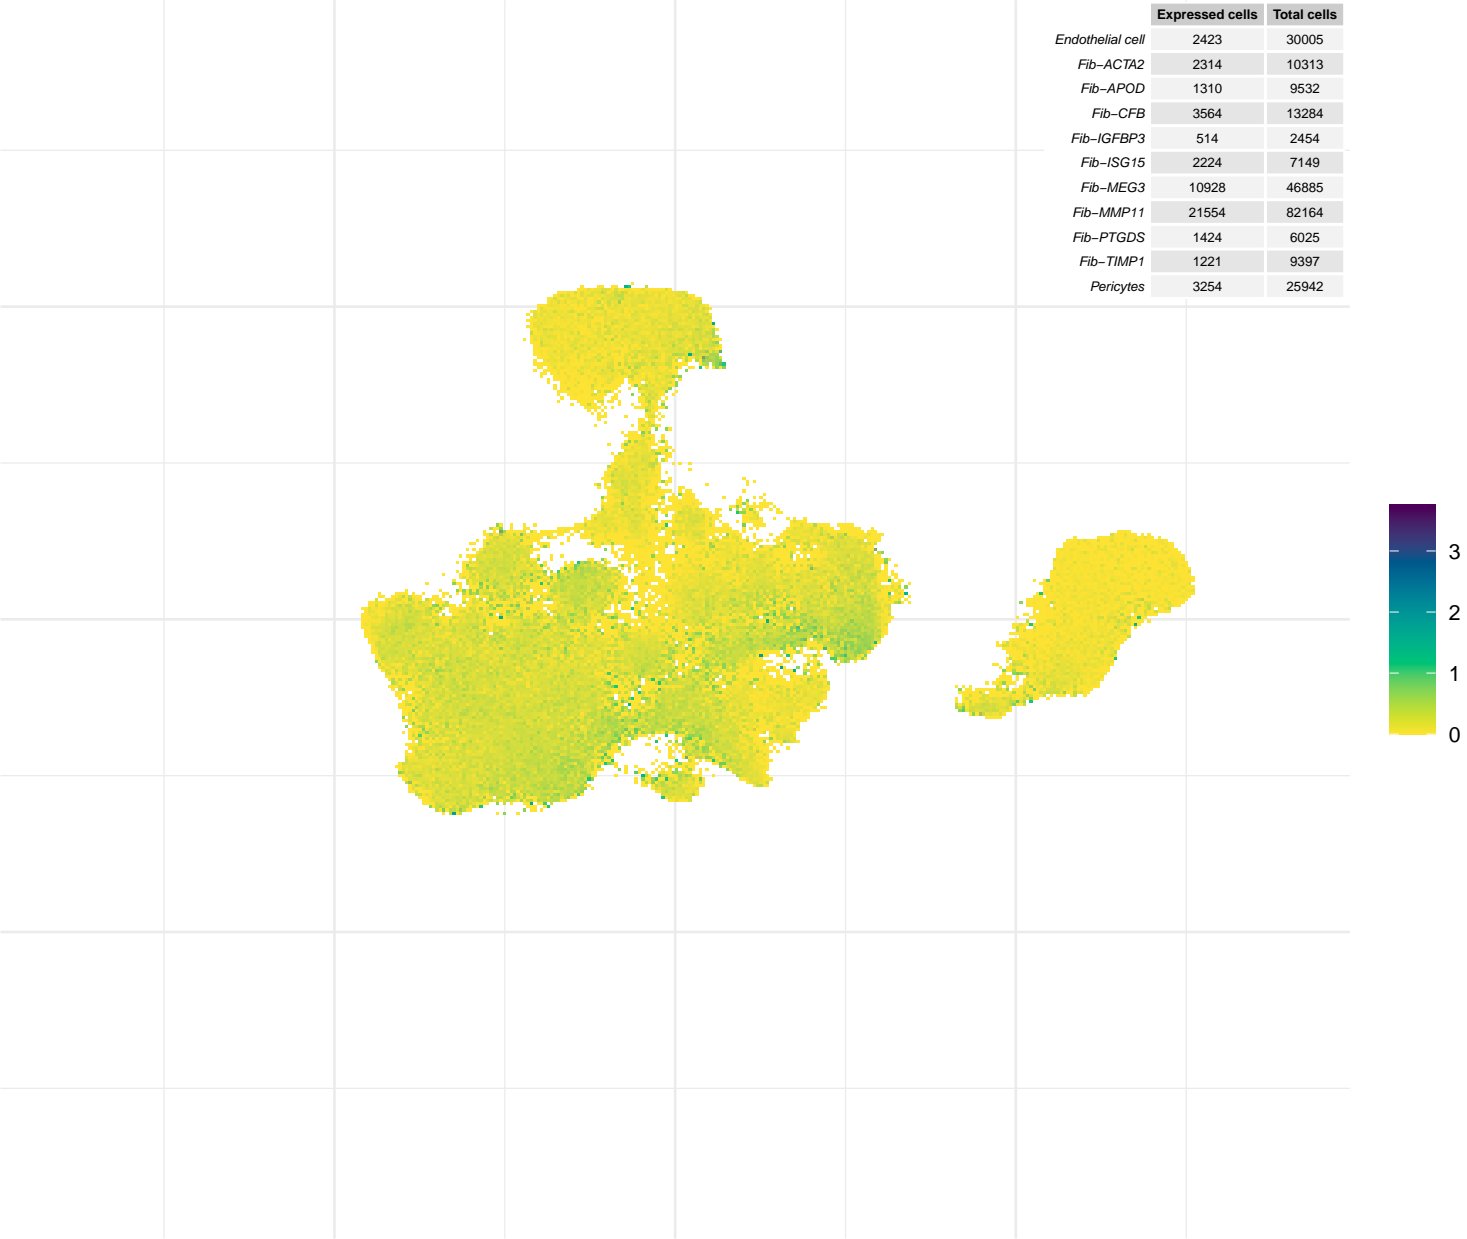 Expressed cells Total cells
Endothelial cell 2423 30005
Fib−ACTA2 2314 10313
Fib−APOD 1310 9532
Fib−CFB 3564 13284
Fib−IGFBP3 514 2454
Fib−ISG15 2224 7149
Fib−MEG3 10928 46885
Fib−MMP11 21554 82164
Fib−PTGDS 1424 6025
Fib−TIMP1 1221 9397
Pericytes 3254 25942
3
2
1
0